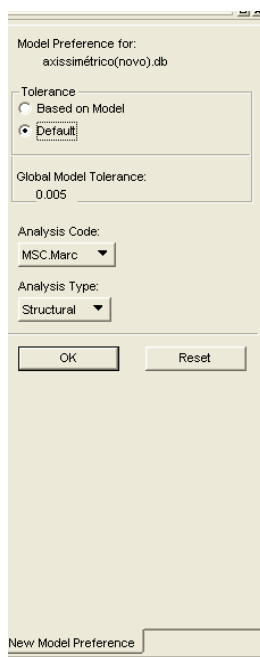 Model Preference for:
axissimétrico(novo).db
Tolerance
Based on Model
Default
Global Model Tolerance:
0.005
Analysis Code:
MSC.Marc
Analysis Type:
Structural
OK Reset
New Model Preference